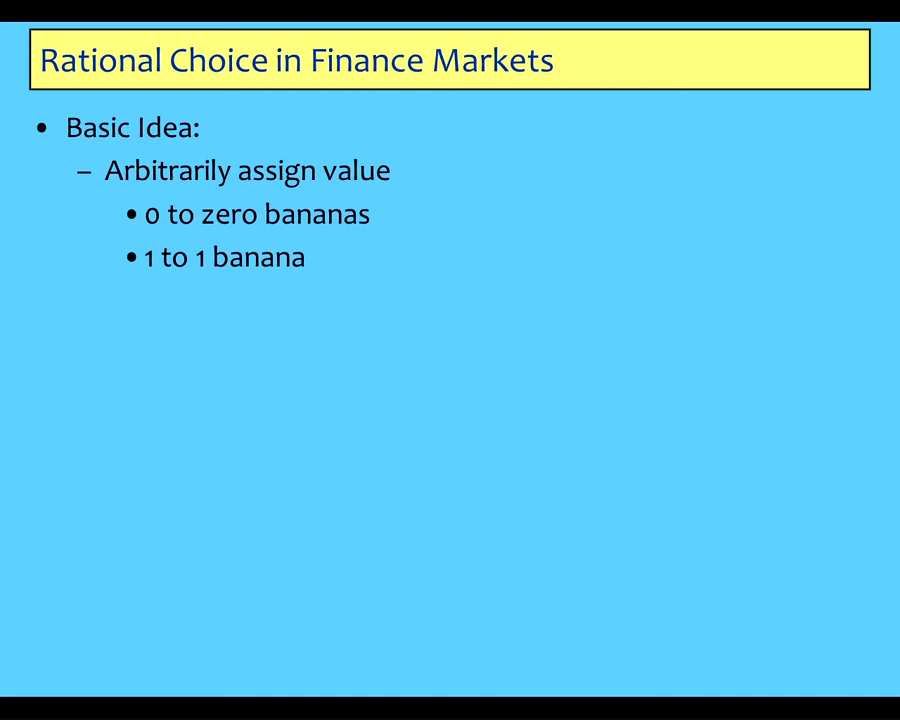 Rational Choice in Finance Markets
• Basic Idea:
– Arbitrarily assign value
• 0 to zero bananas
• 1 to 1 banana